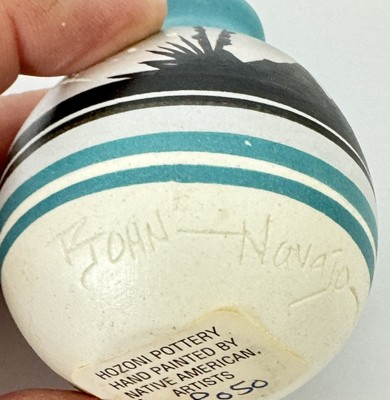 JOHN — Navajo
HOZONI POTTERY
HAND PAINTED BY
NATIVE AMERICAN.
ARTISTS